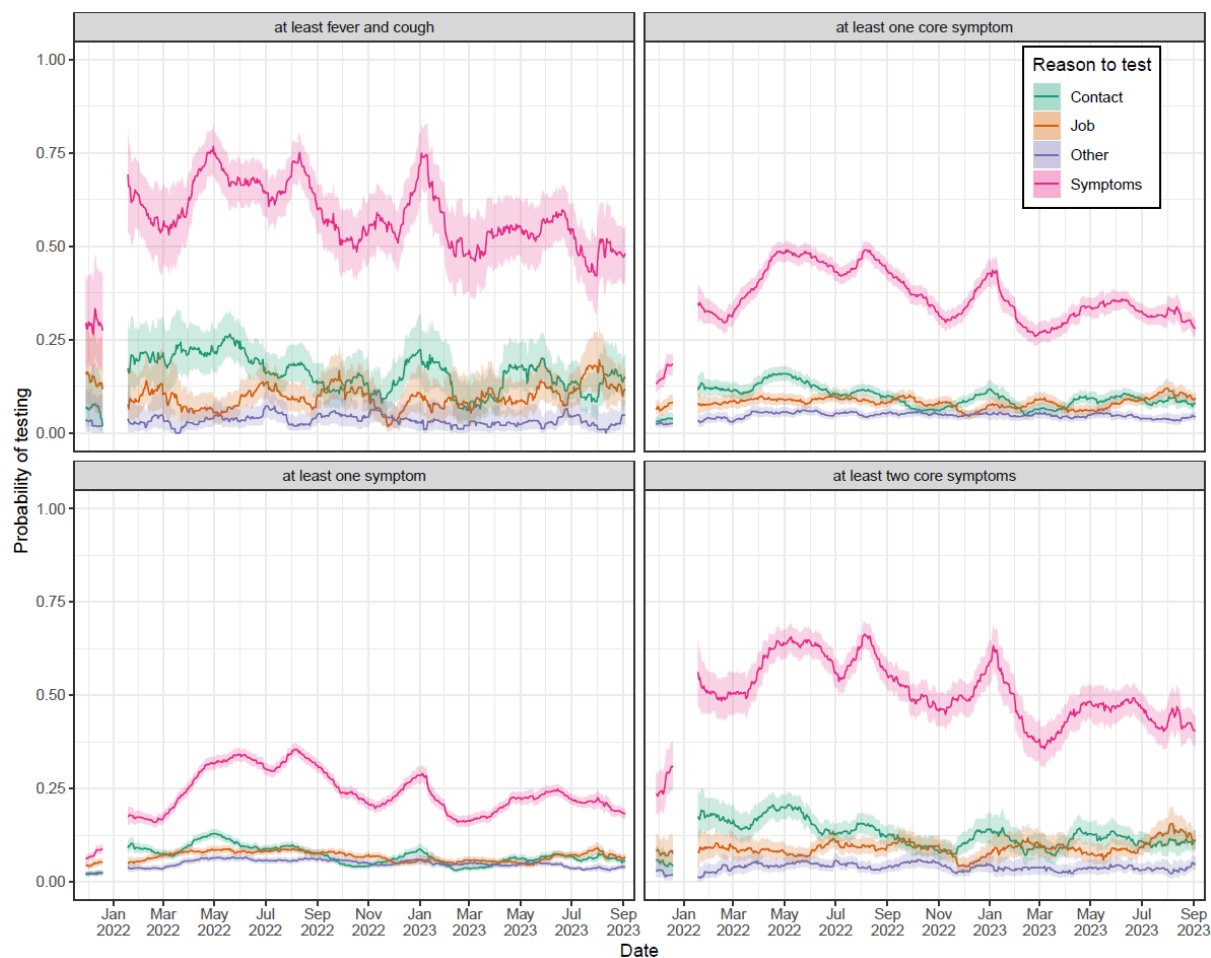 at least fever and cough
at least one core symptom
1.00
0.75
0.50
0.25
0.00
Reason to test
Contact
Job
Other
Symptoms
Probability of testing
at least one symptom
at least two core symptoms
1.00
0.75
0.50
0.25
0.00
Jan Mar May Jul Sep Nov Jan Mar May Jul Sep
2022 2022 2022 2022 2022 2022 2023 2023 2023 2023 2023
Jan Mar May Jul Sep Nov Jan Mar May Jul Sep
2022 2022 2022 2022 2022 2022 2023 2023 2023 2023 2023
Date